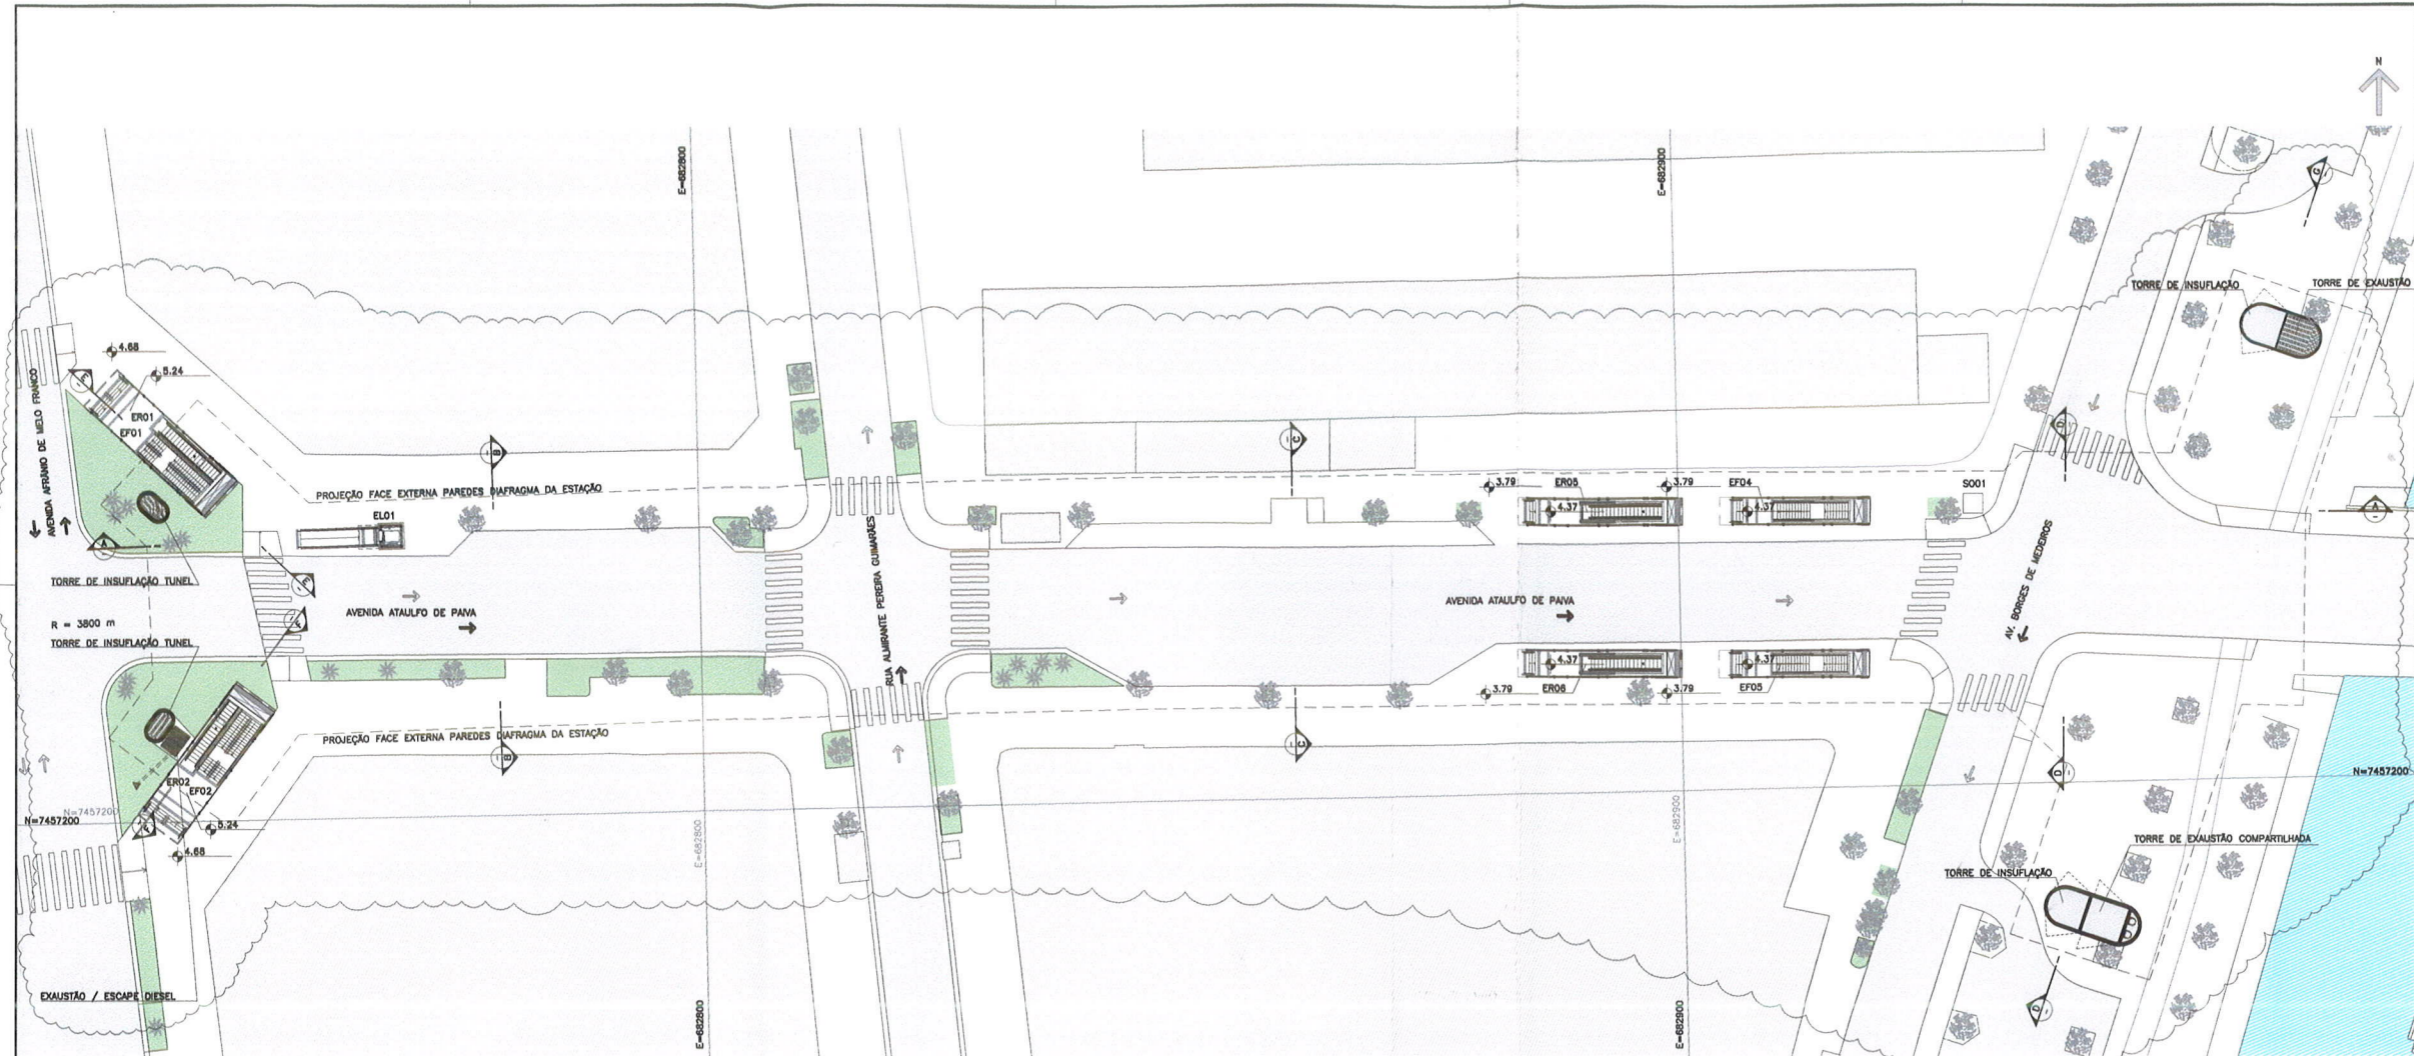 N
E=682800
E=682900
G
TORRE DE INSUFLAÇÃO
TORRE DE EXAUSTÃO
4.68
5.24
E
ER01
EF01
AVENIDA AFRÂNIO DE MELO FRANCO
B
C
D
PROJEÇÃO FACE EXTERNA PAREDES DIAFRAGMA DA ESTAÇÃO
EL01
3.79
ER05
3.79
EF04
S001
4.37
4.37
A
A
RUA ALMIRANTE PEREIRA GUIMARÃES
AV. BORGES DE MEDEIROS
TORRE DE INSUFLAÇÃO TUNEL
E
AVENIDA ATAULFO DE PAIVA
AVENIDA ATAULFO DE PAIVA
R = 3800 m
F
TORRE DE INSUFLAÇÃO TUNEL
4.37
4.37
3.79
ER06
3.79
EF05
PROJEÇÃO FACE EXTERNA PAREDES DIAFRAGMA DA ESTAÇÃO
B
C
D
ER02
EF02
N=7457200
N=7457200
N=7457200
F
5.24
4.68
E=682800
E=682900
TORRE DE EXAUSTÃO COMPARTILHADA
TORRE DE INSUFLAÇÃO
EXAUSTÃO / ESCAPE DIESEL
D
E=682800
E=682900